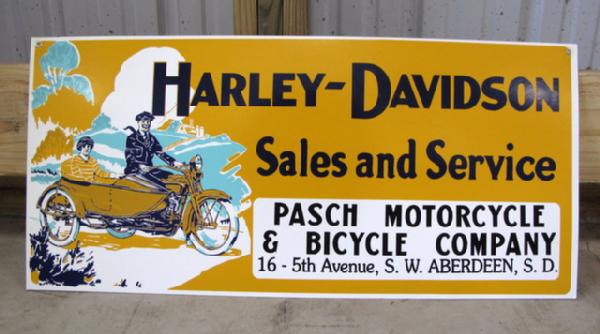 HARLEY-DAVIDSON
Sales and Service
PASCH MOTORCYCLE
& BICYCLE COMPANY
16 - 5th Avenue, S. W. ABERDEEN, S. D.